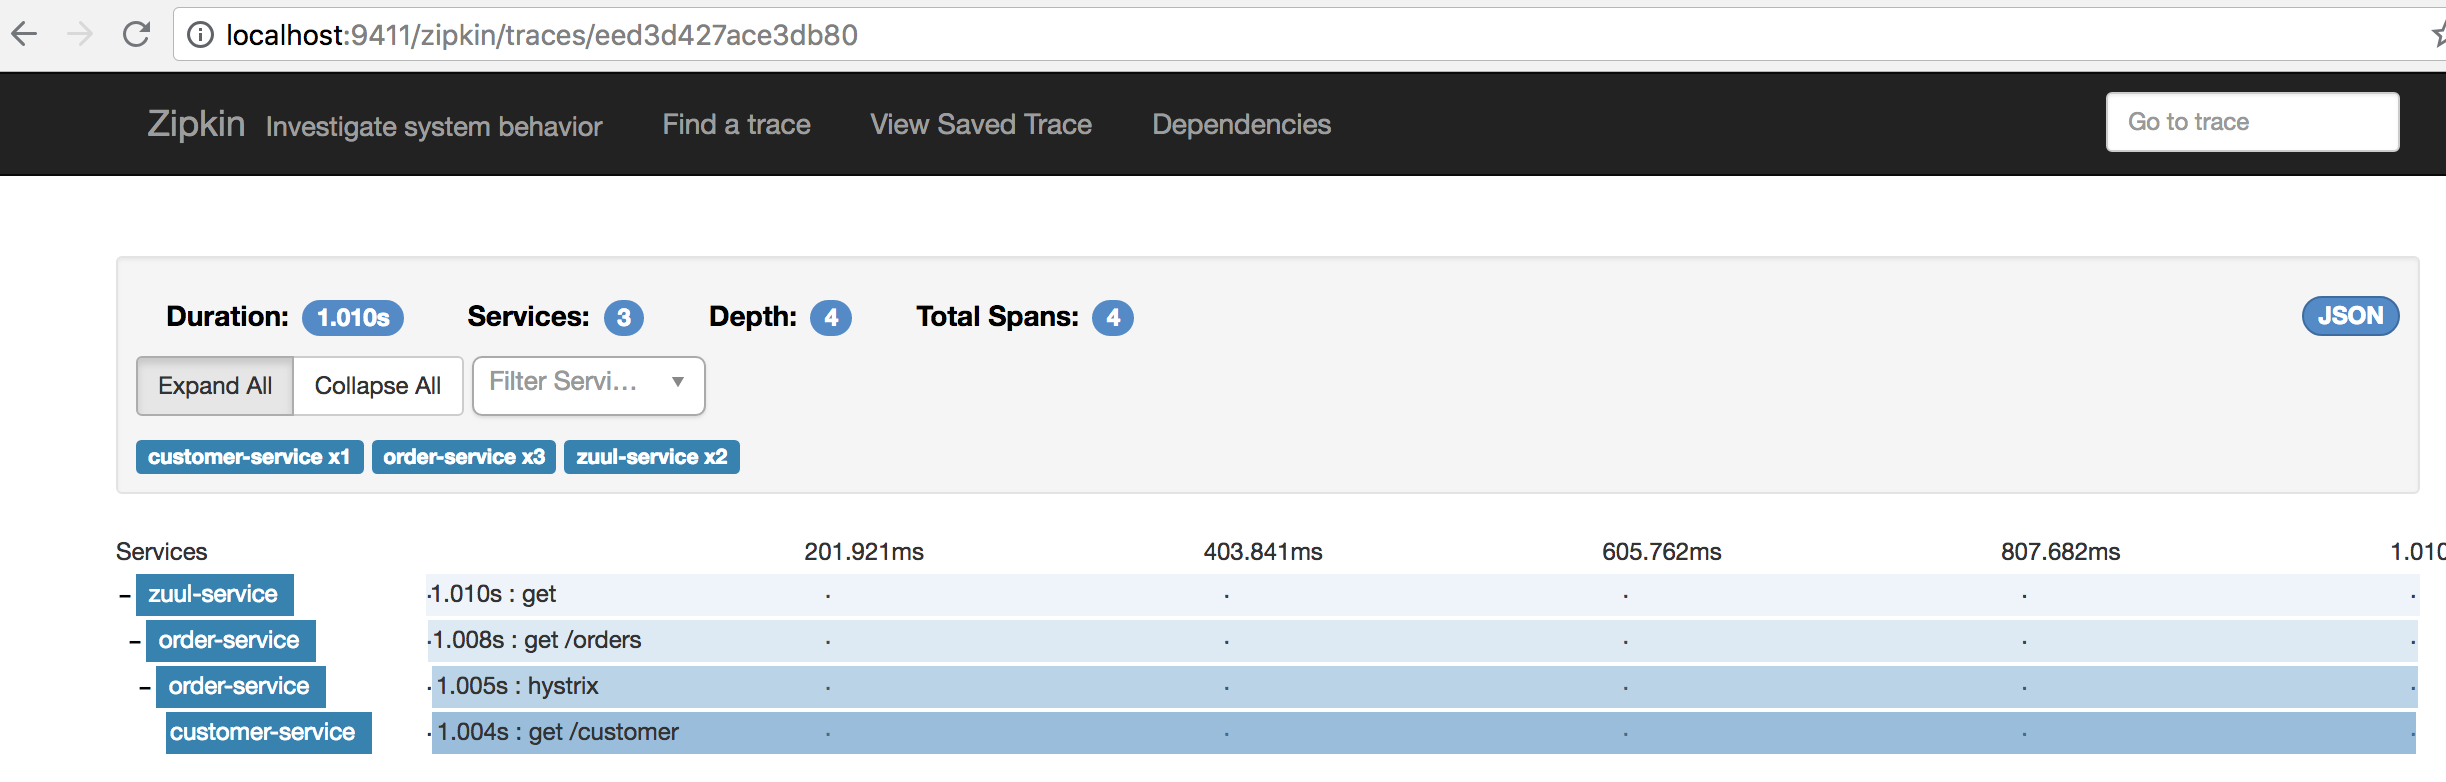 localhost:9411/zipkin/traces/eed3d427ace3db80
Zipkin Investigate system behavior Find a trace View Saved Trace Dependencies Go to trace
Duration: 1.010s Services: 3 Depth: 4 Total Spans: 4 JSON
Expand All Collapse All Filter Servi...
customer-service x1 order-service x3 zuul-service x2
Services 201.921ms 403.841ms 605.762ms 807.682ms 1.010
- zuul-service 1.010s : get
- order-service 1.008s : get /orders
- order-service 1.005s : hystrix
customer-service 1.004s : get /customer